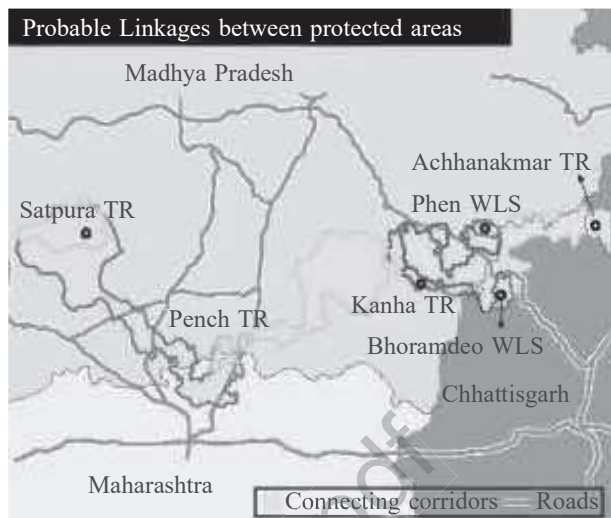 Probable Linkages between protected areas
Madhya Pradesh
Achhanakmar TR
Phen WLS
Satpura TR
Kanha TR
Pench TR
Bhoramdeo WLS
Chhattisgarh
Maharashtra
Connecting corridors
Roads
pdf